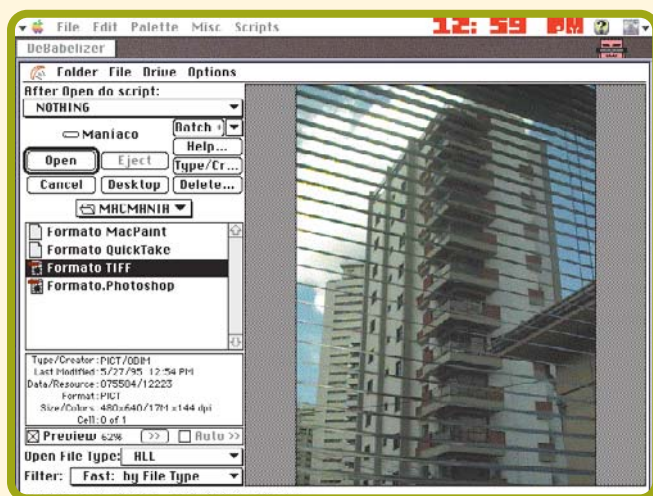 File Edit Palette Misc Scripts 12:59 PM
DeBabelizer
Folder File Drive Options
After Open do script:
NOTHING
Maniaco
Batch
Help...
Open Eject Type/Cr...
Cancel Desktop Delete...
MACMANIA
Formato MacPaint
Formato QuickTake
Formato TIFF
Formato.Photoshop
Type/Creator: PICT/8BIM
Last Modified: 5/27/95 12:54 PM
Data/Resource: 875504/12223
Format: PICT
Size/Colors: 480x640/17M x144 dpi
Cell: 0 of 1
Preview 62% >> Auto >>
Open File Type: ALL
Filter: Fast: by File Type